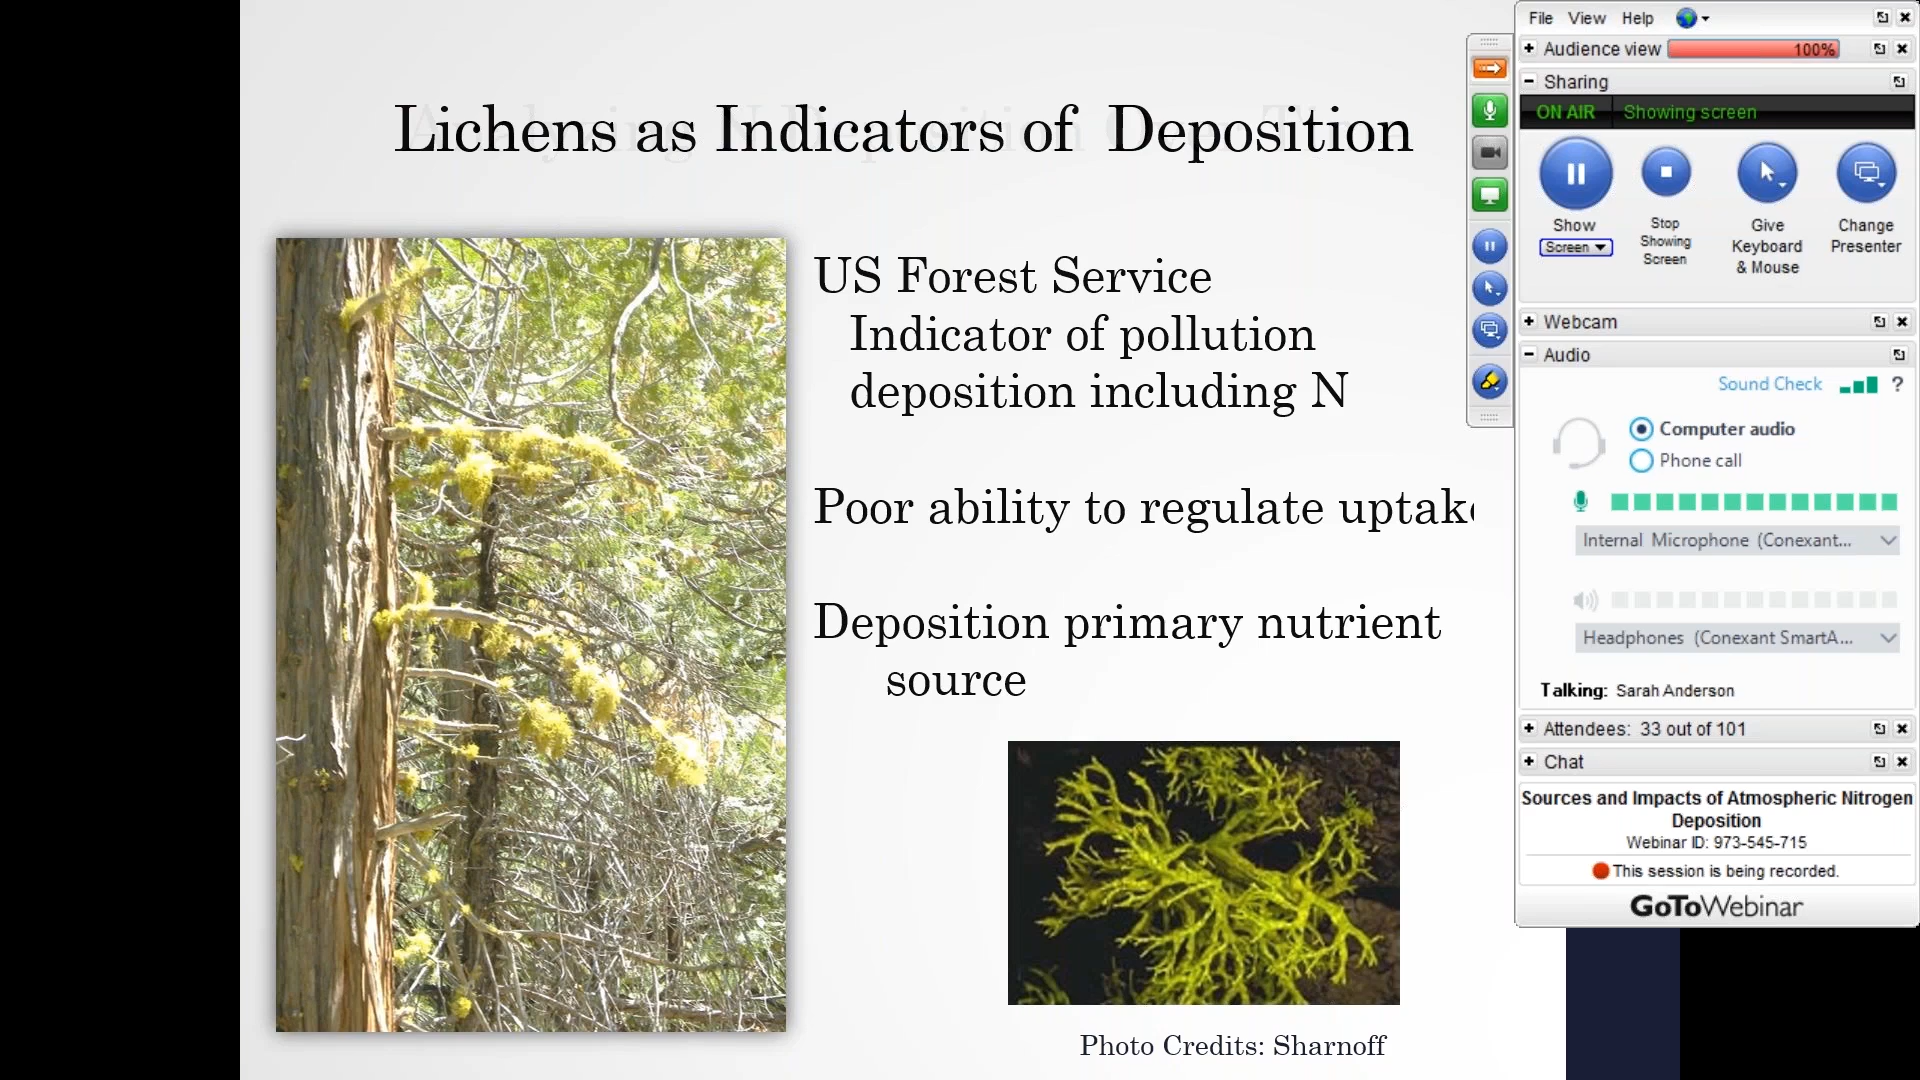 Lichens as Indicators of Deposition
US Forest Service
Indicator of pollution
deposition including N
Poor ability to regulate
Deposition primary nutrient
source
Photo Credits: Sharnoff
File View Help
Audience view 100%
Sharing
ON AIR Showing screen
Show
Screen
Stop
Showing
Screen
Give
Keyboard
& Mouse
Change
Presenter
Webcam
Audio
Sound Check ?
Computer audio
Phone call
Internal Microphone (Conexant...
Headphones (Conexant SmartA...
Talking: Sarah Anderson
Attendees: 33 out of 101
Chat
Sources and Impacts of Atmospheric Nitrogen
Deposition
Webinar ID: 973-545-715
This session is being recorded.
GoToWebinar